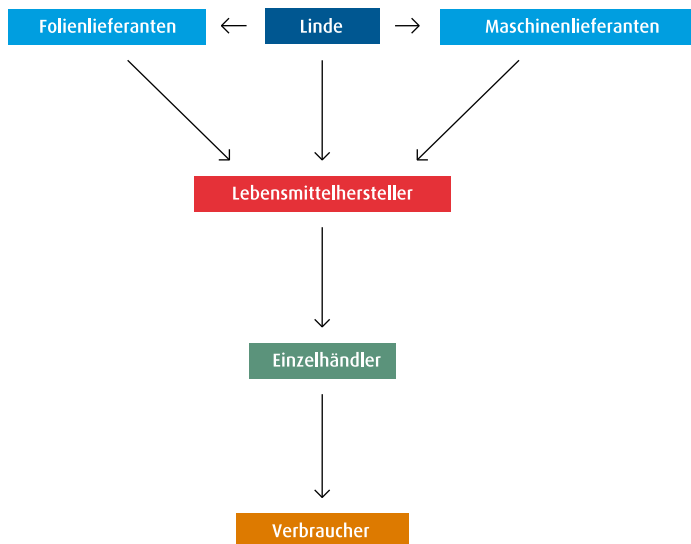 Folienlieferanten
Linde
Maschinenlieferanten
Lebensmittelhersteller
Einzelhändler
Verbraucher